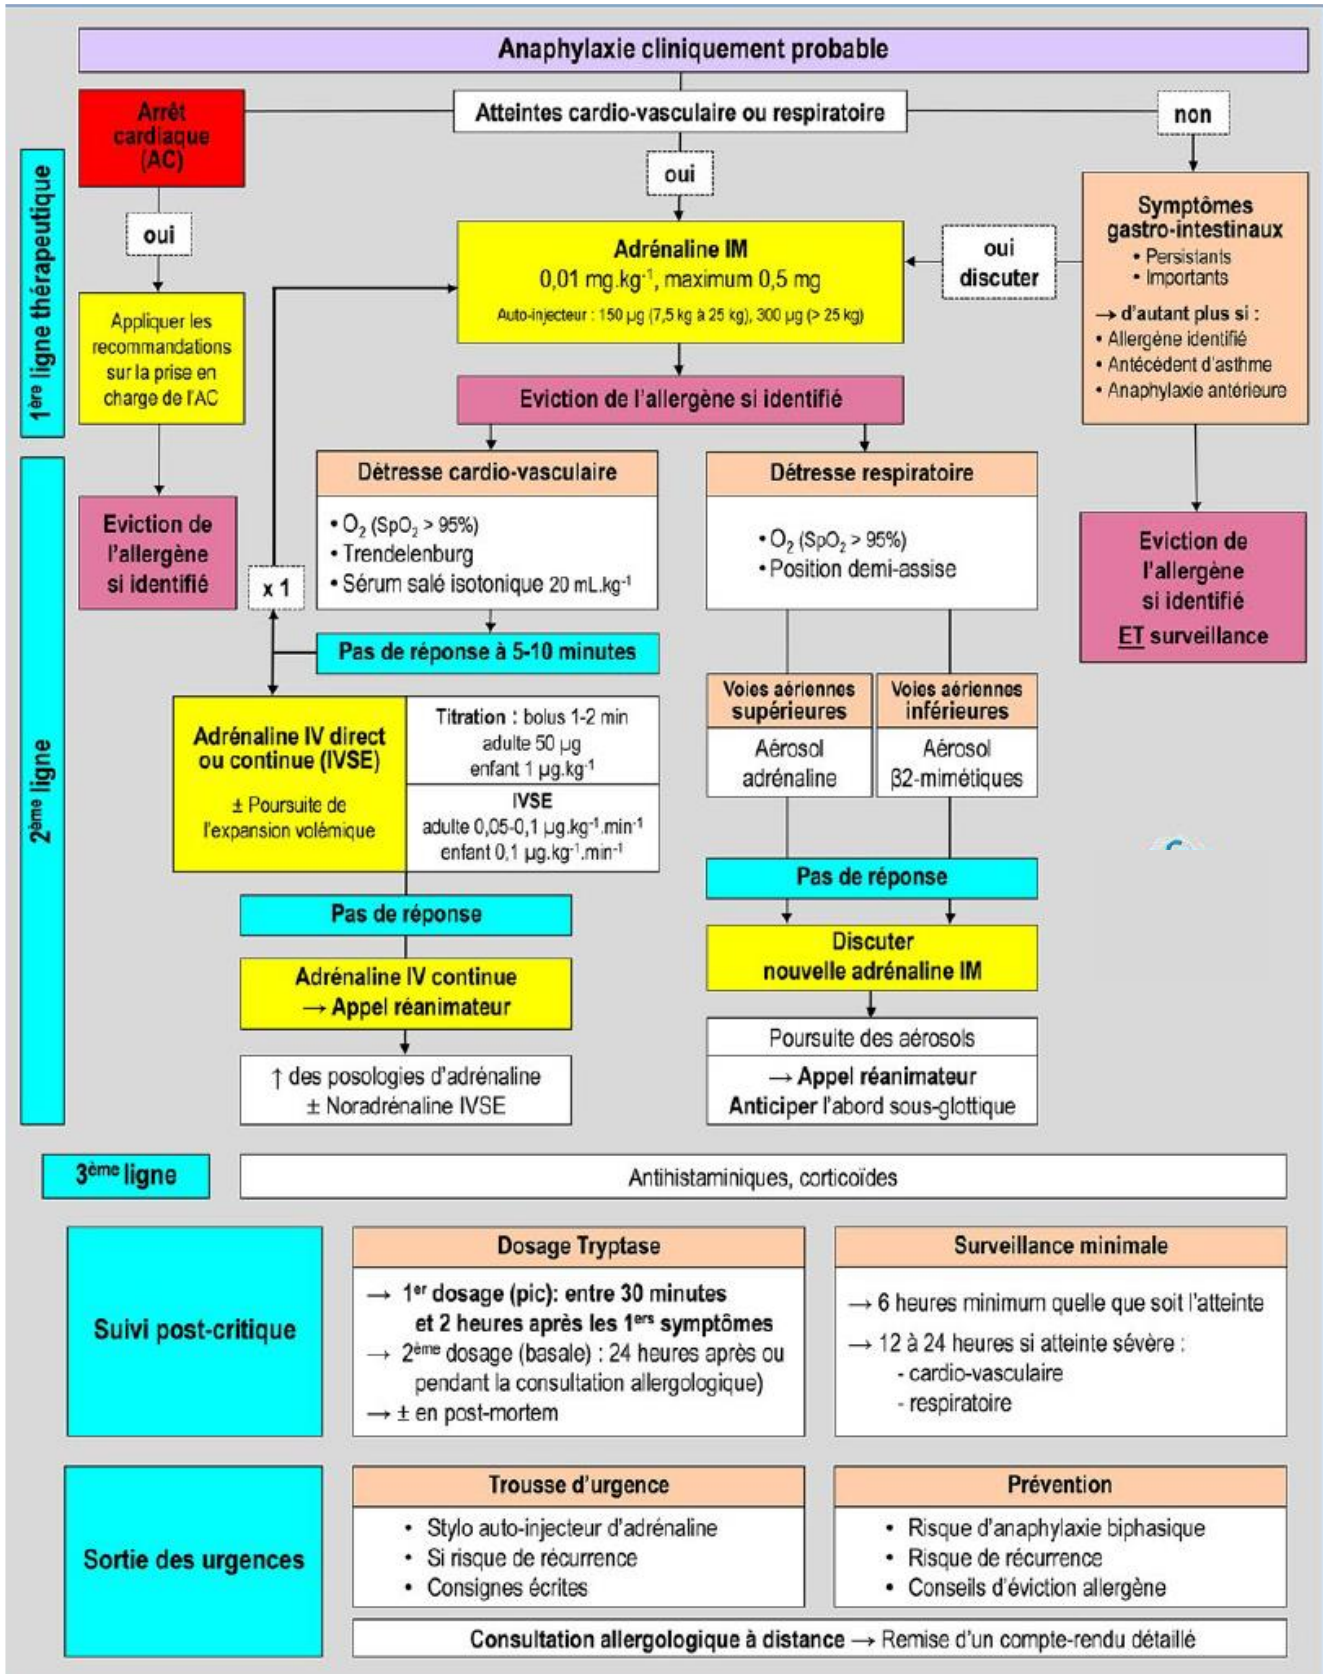 Anaphylaxie cliniquement probable
Arrêt
cardiaque
(AC)
Atteintes cardio-vasculaire ou respiratoire
non
oui
1ère ligne thérapeutique
oui
Appliquer les
recommandations
sur la prise en
charge de l'AC
Adrénaline IM
0,01 mg.kg-1, maximum 0,5 mg
Auto-injecteur : 150 µg (7,5 kg à 25 kg), 300 µg (> 25 kg)
oui
discuter
Symptômes
gastro-intestinaux
• Persistants
• Importants
→ d'autant plus si :
• Allergène identifié
• Antécédent d'asthme
• Anaphylaxie antérieure
Eviction de l'allergène si identifié
2ème ligne
Eviction de
l'allergène
si identifié
x 1
Détresse cardio-vasculaire
• O2 (SpO2 > 95%)
• Trendelenburg
• Sérum salé isotonique 20 mL.kg-1
Détresse respiratoire
• O2 (SpO2 > 95%)
• Position demi-assise
Eviction de
l'allergène
si identifié
ET surveillance
Pas de réponse à 5-10 minutes
Adrénaline IV direct
ou continue (IVSE)
± Poursuite de
l'expansion volémique
Titration : bolus 1-2 min
adulte 50 µg
enfant 1 µg.kg-1
IVSE
adulte 0,05-0,1 µg.kg-1.min-1
enfant 0,1 µg.kg-1.min-1
Voies aériennes
supérieures
Aérosol
adrénaline
Voies aériennes
inférieures
Aérosol
β2-mimétiques
Pas de réponse
Pas de réponse
Adrénaline IV continue
→ Appel réanimateur
Discuter
nouvelle adrénaline IM
↑ des posologies d'adrénaline
± Noradrénaline IVSE
Poursuite des aérosols
→ Appel réanimateur
Anticiper l'abord sous-glottique
3ème ligne
Antihistaminiques, corticoïdes
Suivi post-critique
Dosage Tryptase
→ 1er dosage (pic): entre 30 minutes
et 2 heures après les 1ers symptômes
→ 2ème dosage (basale) : 24 heures après ou
pendant la consultation allergologique)
→ ± en post-mortem
Surveillance minimale
→ 6 heures minimum quelle que soit l'atteinte
→ 12 à 24 heures si atteinte sévère :
- cardio-vasculaire
- respiratoire
Sortie des urgences
Trousse d'urgence
• Stylo auto-injecteur d'adrénaline
• Si risque de récurrence
• Consignes écrites
Prévention
• Risque d'anaphylaxie biphasique
• Risque de récurrence
• Conseils d'éviction allergène
Consultation allergologique à distance → Remise d'un compte-rendu détaillé